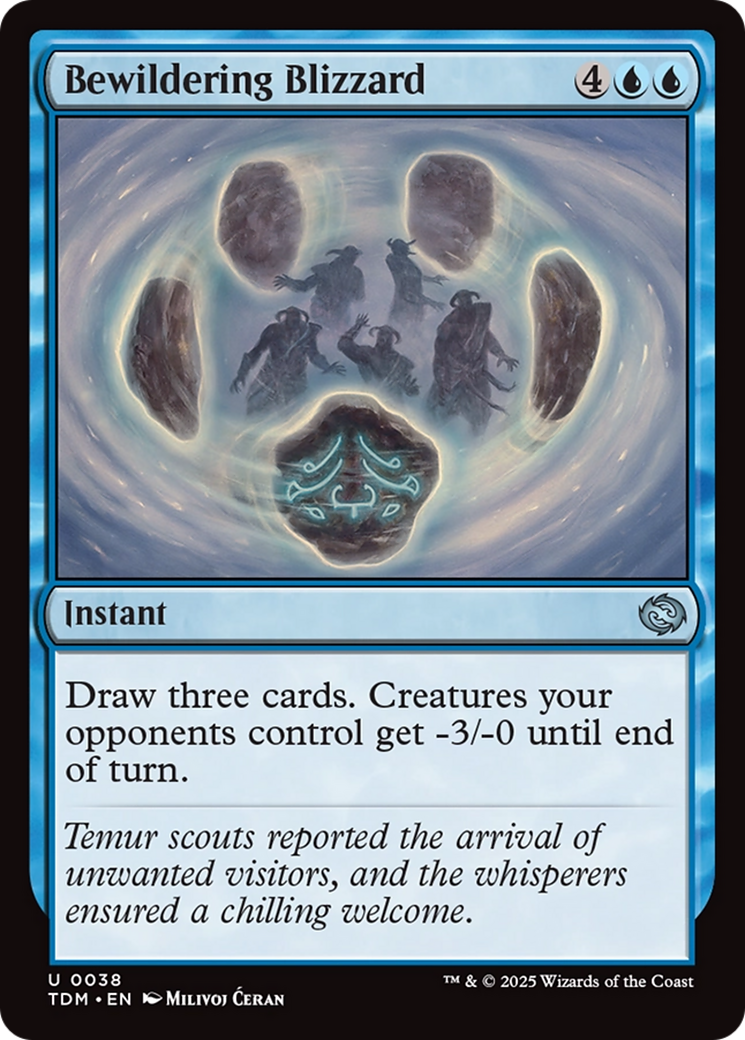 Bewildering Blizzard 4
Instant
Draw three cards. Creatures your
opponents control get -3/-0 until end
of turn.
Temur scouts reported the arrival of
unwanted visitors, and the whisperers
ensured a chilling welcome.
U 0038
TDM • EN Milivoj Ćeran
™ & © 2025 Wizards of the Coast